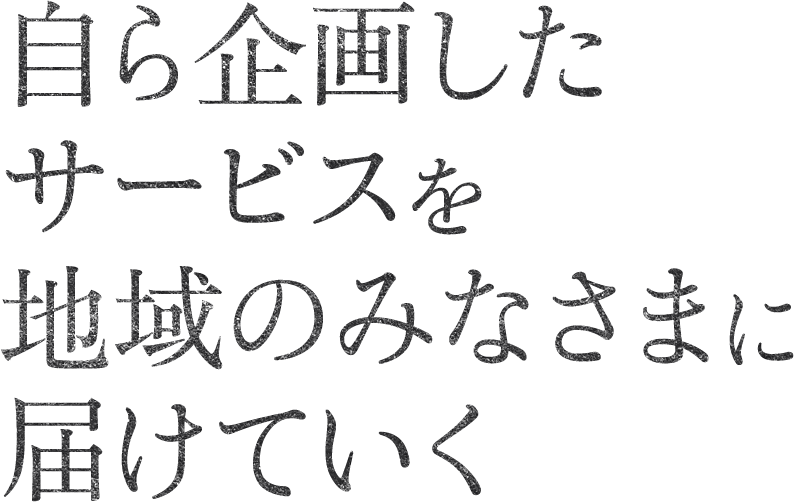 自ら企画した
サービスを
地域のみなさまに
届けていく